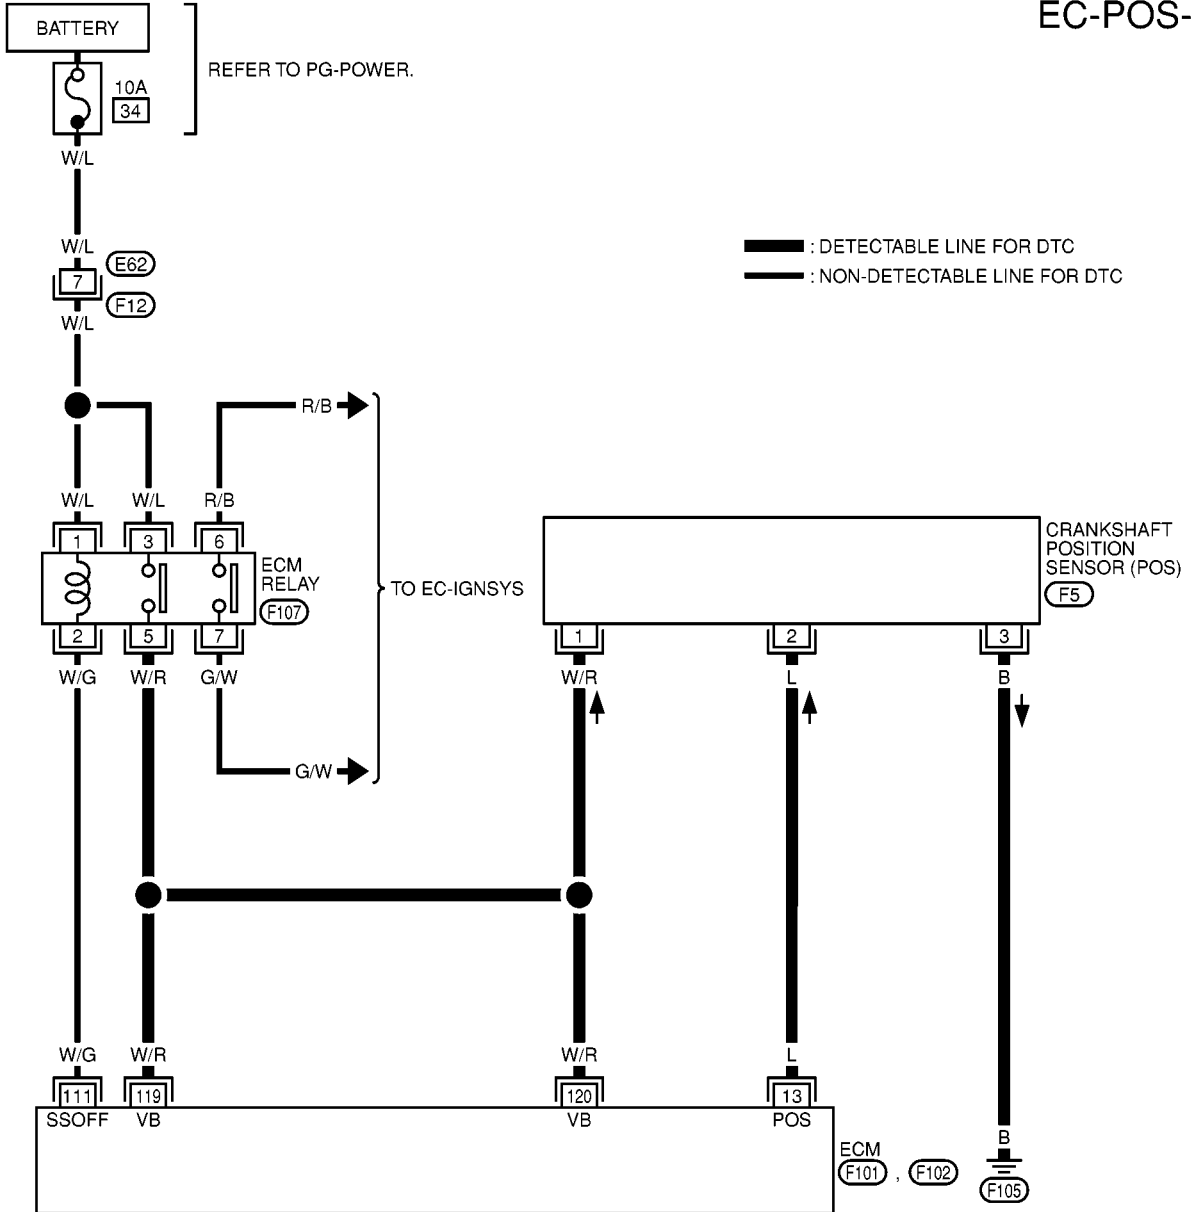 EC-POS-
BATTERY
REFER TO PG-POWER.
10A
34
W/L
W/L
E62
7
F12
W/L
: DETECTABLE LINE FOR DTC
: NON-DETECTABLE LINE FOR DTC
R/B
W/L W/L R/B
1 3 6
ECM
RELAY
F107
2 5 7
W/G W/R G/W
TO EC-IGNSYS
G/W
CRANKSHAFT
POSITION
SENSOR (POS)
F5
1 2 3
W/R L B
W/G W/R W/R L
111 119 120 13
SSOFF VB VB POS
ECM
F101 , F102
B
F105